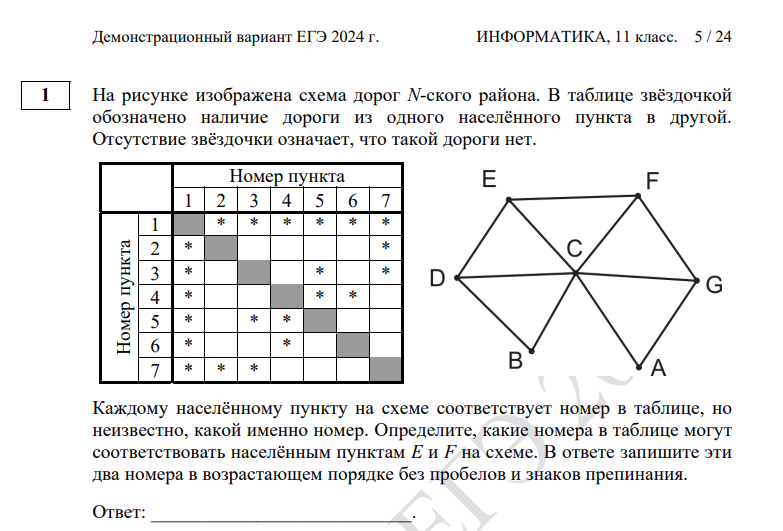 Демонстрационный вариант ЕГЭ 2024 г. ИНФОРМАТИКА, 11 класс. 5 / 24
1
На рисунке изображена схема дорог N-ского района. В таблице звёздочкой
обозначено наличие дороги из одного населённого пункта в другой.
Отсутствие звёздочки означает, что такой дороги нет.
Номер пункта
1 2 3 4 5 6 7
Номер пункта
1 * * * * * *
2 * *
3 * * *
4 * * *
5 * * *
6 * *
7 * * *
E
F
C
D
G
B
A
Каждому населённому пункту на схеме соответствует номер в таблице, но
неизвестно, какой именно номер. Определите, какие номера в таблице могут
соответствовать населённым пунктам E и F на схеме. В ответе запишите эти
два номера в возрастающем порядке без пробелов и знаков препинания.
Ответ: ___________________________.